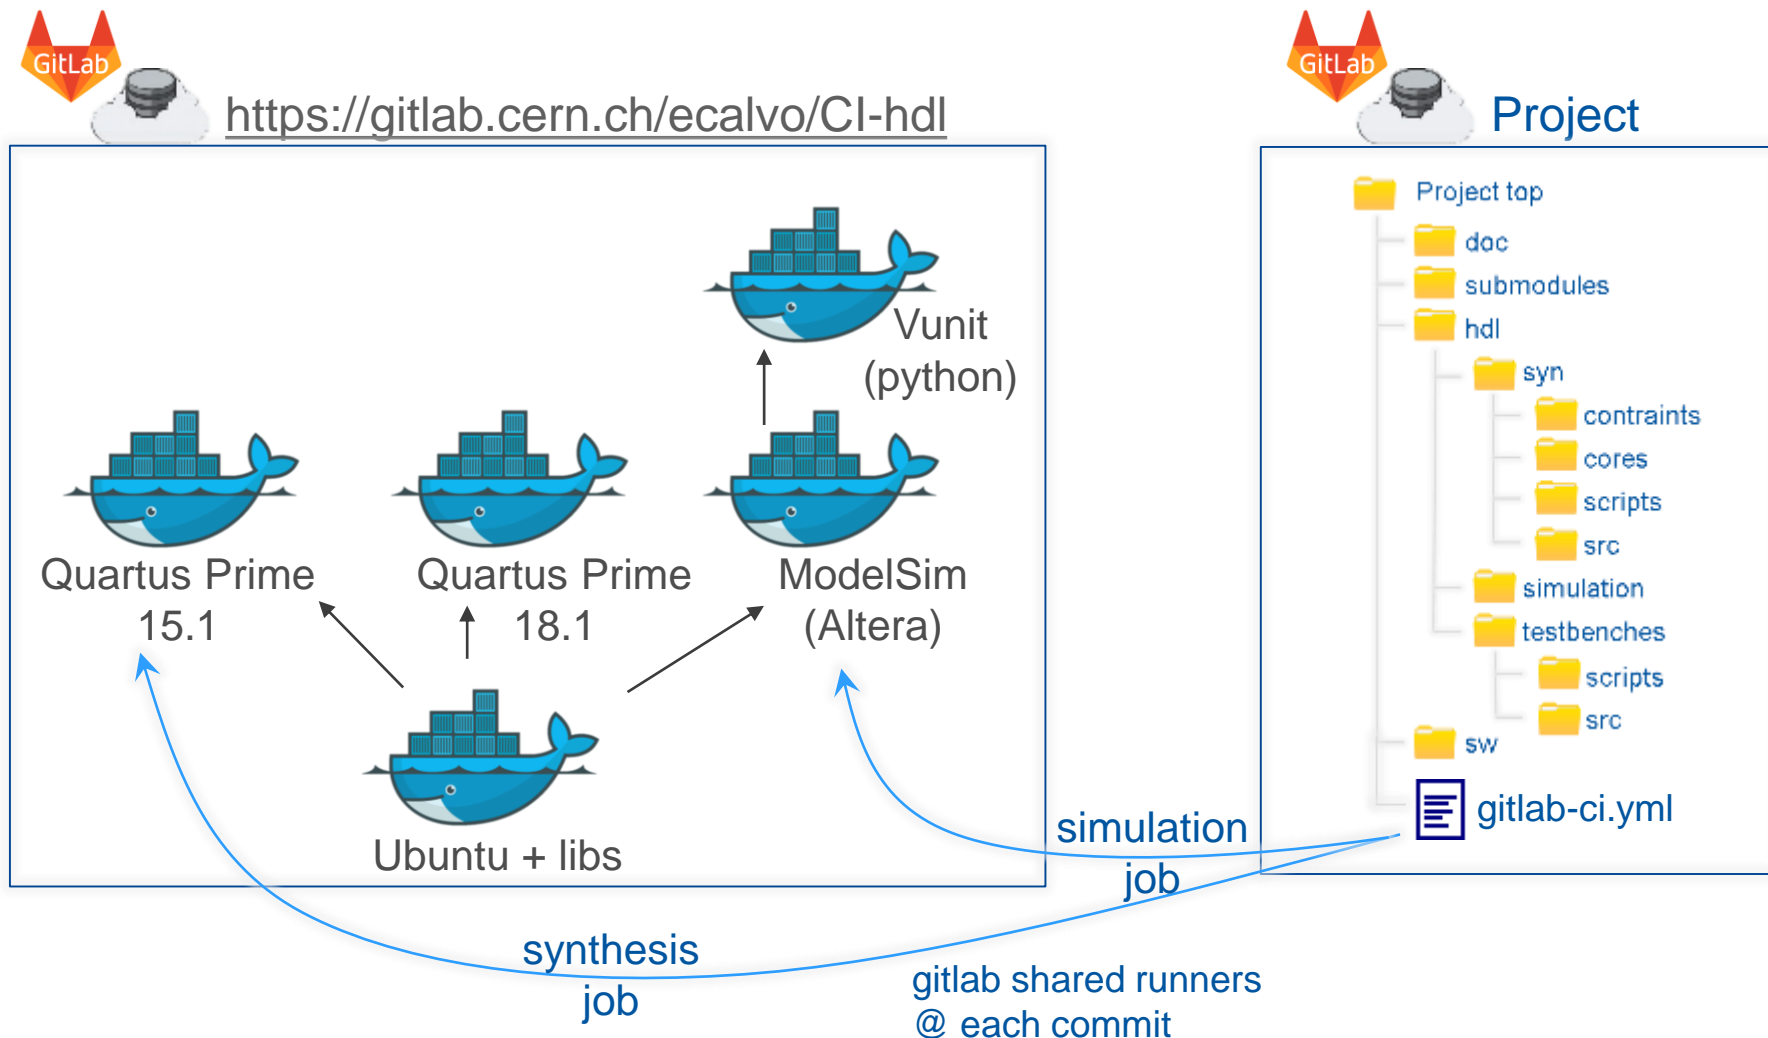 GitLab
https://gitlab.cern.ch/ecalvo/CI-hdl
Vunit
(python)
Quartus Prime
15.1
Quartus Prime
18.1
ModelSim
(Altera)
Ubuntu + libs
GitLab
Project
Project top
doc
submodules
hdl
syn
contraints
cores
scripts
src
simulation
testbenches
scripts
src
sw
gitlab-ci.yml
simulation
job
synthesis
job
gitlab shared runners
@ each commit